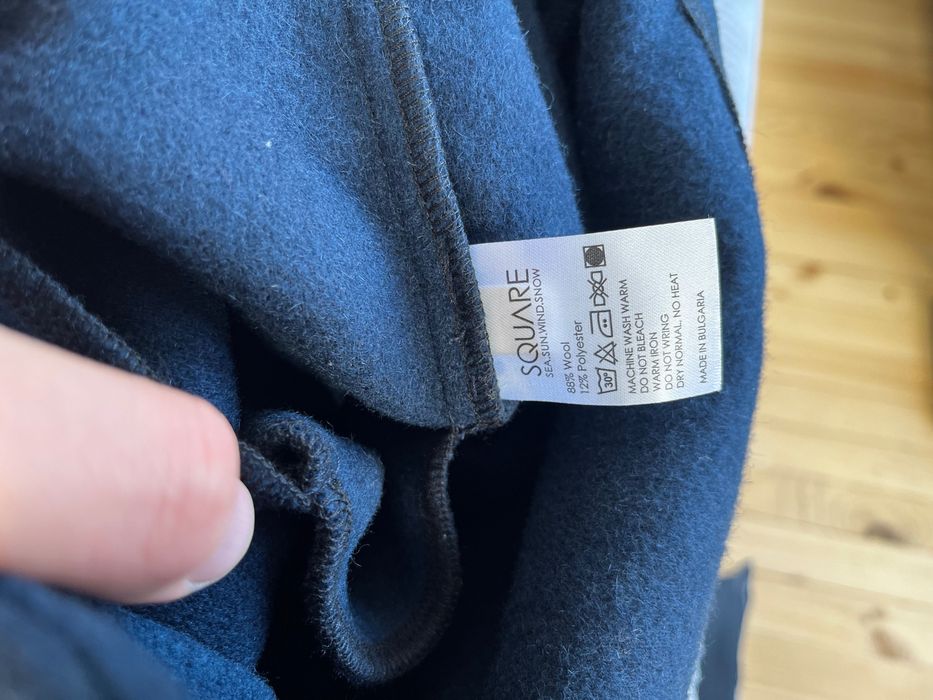 SQUARE
SEA.SUN.WIND.SNOW
88% Wool
12% Polyester
30°
MACHINE WASH WARM
DO NOT BLEACH
WARM IRON
DO NOT WRING
DRY NORMAL, NO HEAT
MADE IN BULGARIA